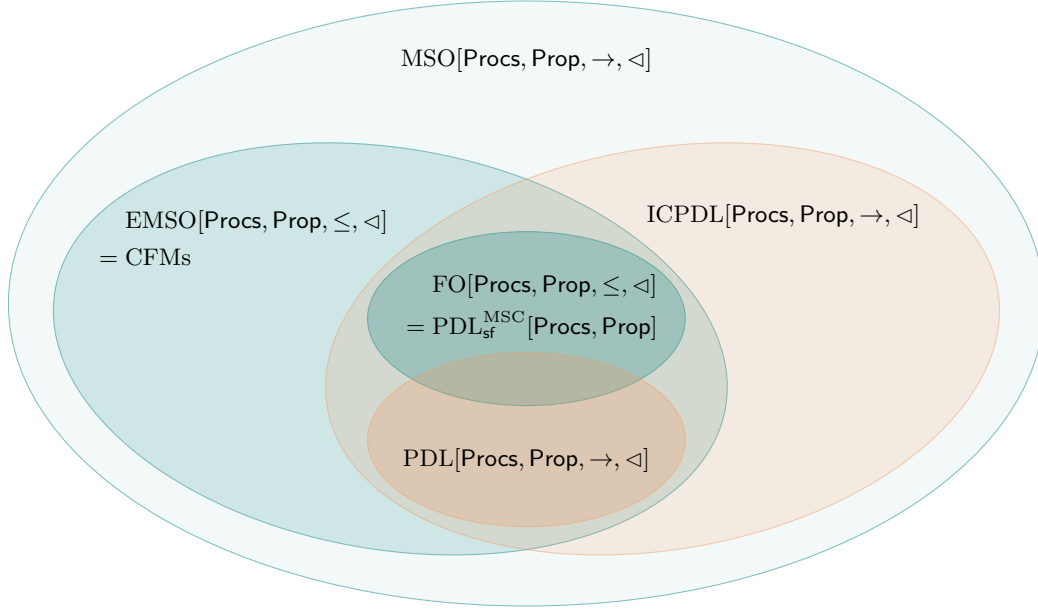 MSO[Procs, Prop, →, ◁]
EMSO[Procs, Prop, ≤, ◁]
= CFMs
ICPDL[Procs, Prop, →, ◁]
FO[Procs, Prop, ≤, ◁]
= PDL_sf^MSC[Procs, Prop]
PDL[Procs, Prop, →, ◁]